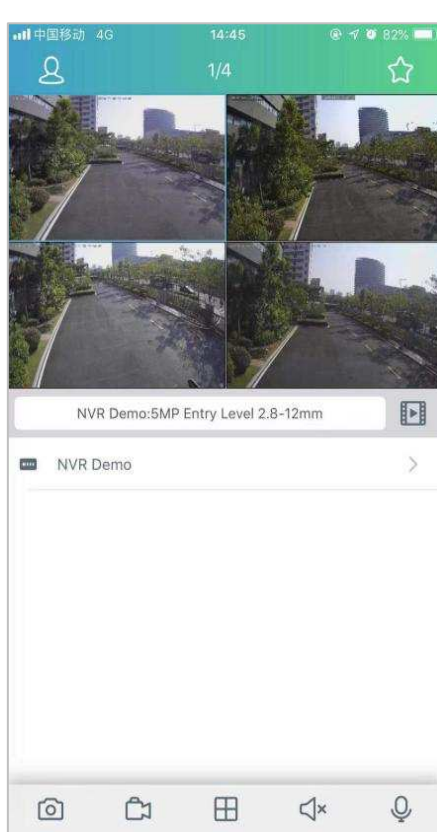 中国移动 4G 14:45 82%
1/4
NVR Demo:5MP Entry Level 2.8-12mm
NVR Demo